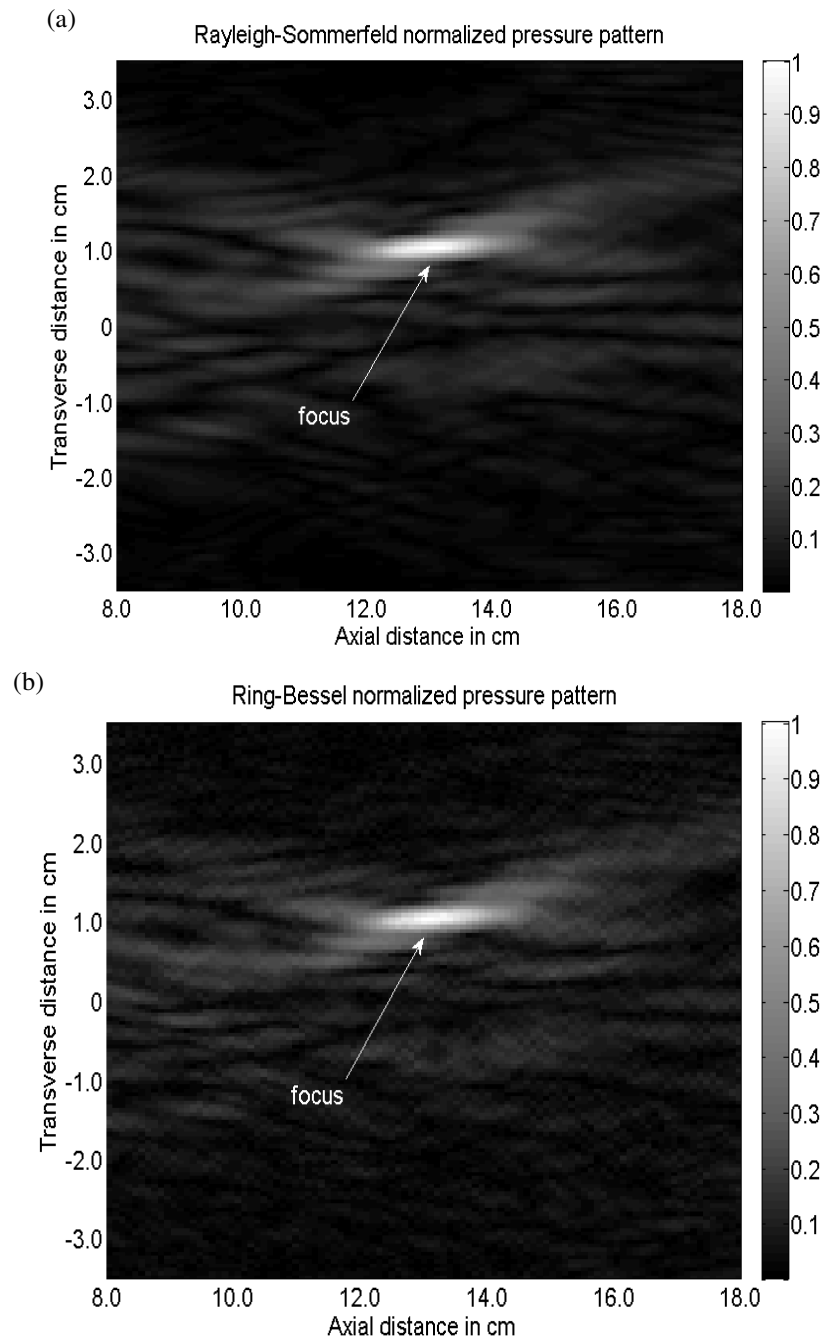 (a)
Rayleigh-Sommerfeld normalized pressure pattern
Transverse distance in cm
3.0
2.0
1.0
0
-1.0
-2.0
-3.0
focus
8.0 10.0 12.0 14.0 16.0 18.0
Axial distance in cm
1
0.9
0.8
0.7
0.6
0.5
0.4
0.3
0.2
0.1
(b)
Ring-Bessel normalized pressure pattern
Transverse distance in cm
3.0
2.0
1.0
0
-1.0
-2.0
-3.0
focus
8.0 10.0 12.0 14.0 16.0 18.0
Axial distance in cm
1
0.9
0.8
0.7
0.6
0.5
0.4
0.3
0.2
0.1